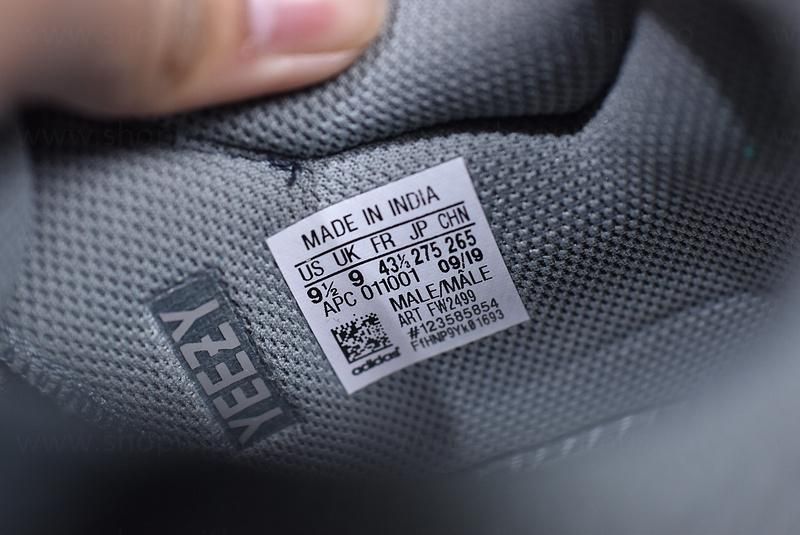 MADE IN INDIA
US UK FR JP CHN
9½ 9 43⅓ 275 265
APC 011001 09/19
MALE/MÂLE
ART FW2499
#123585854
F1HNP9Yk01693
adidas
YEEZY